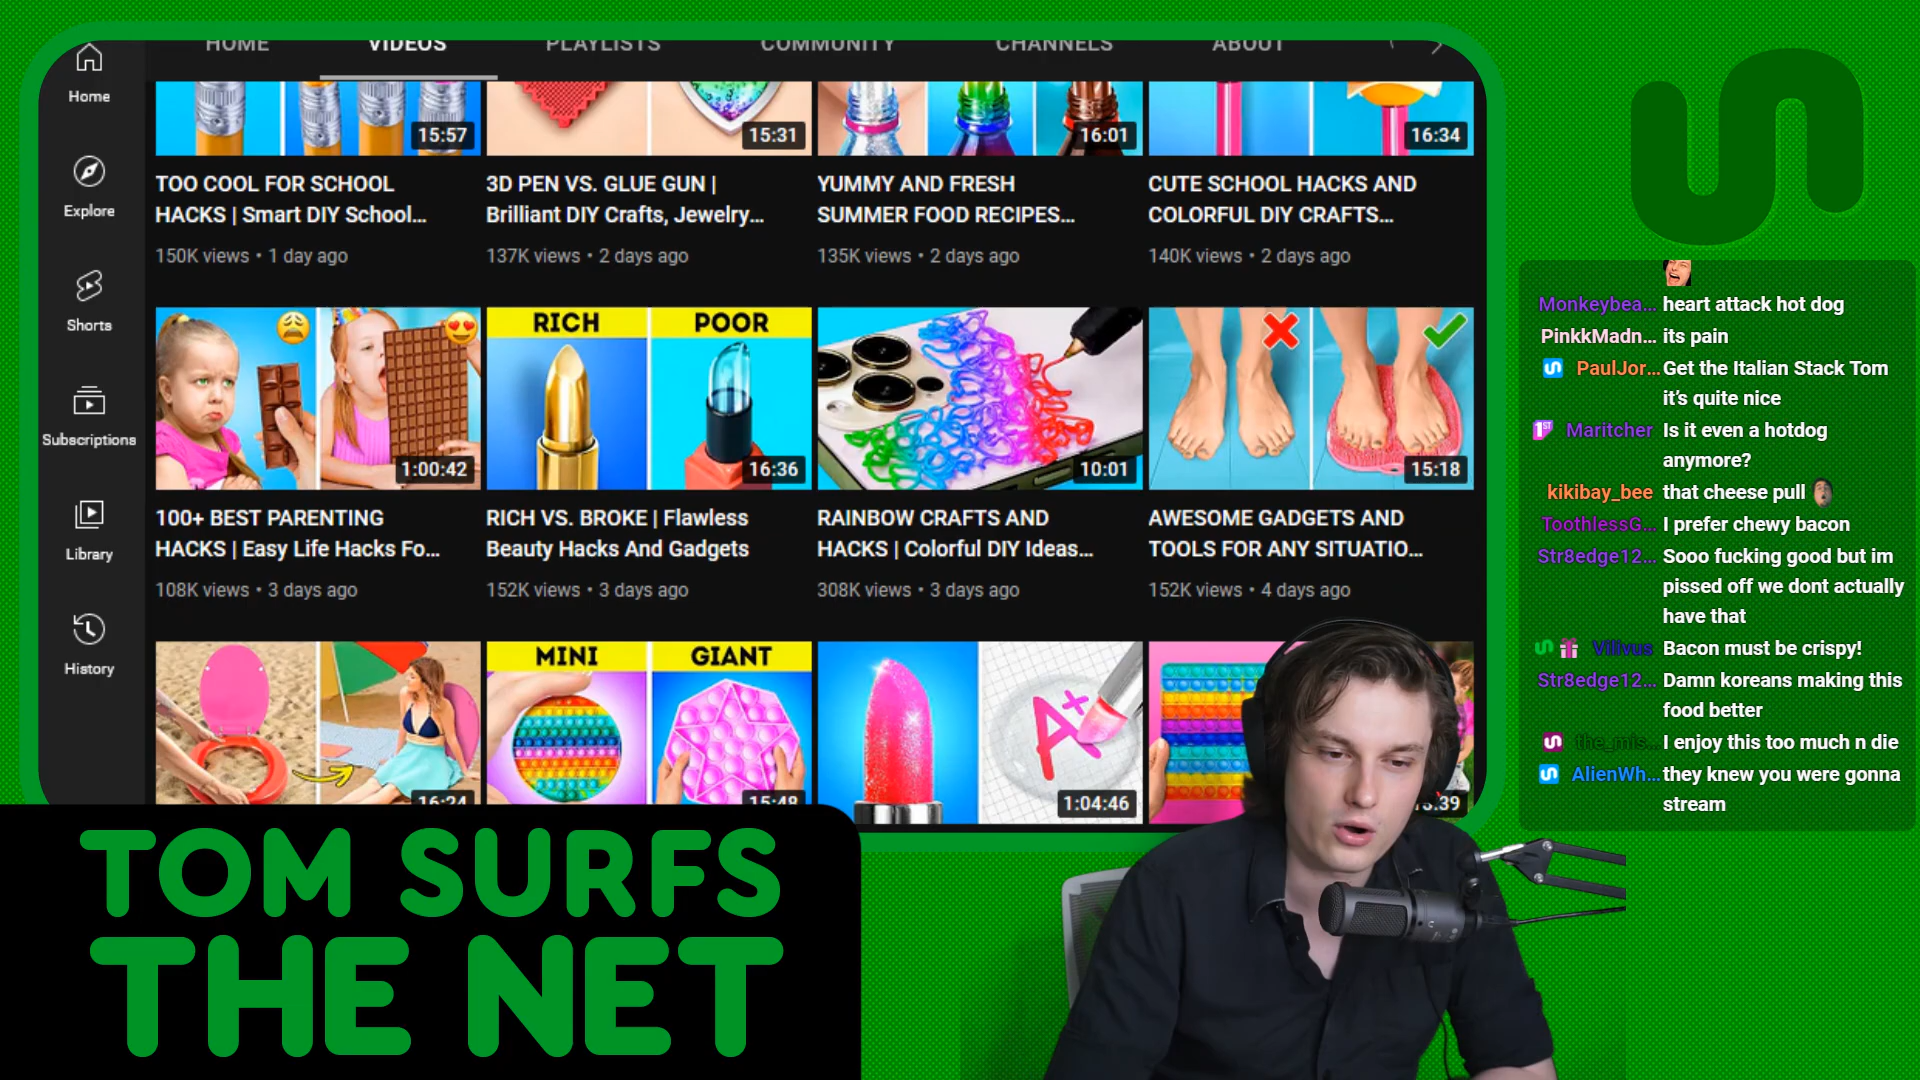 HOME VIDEOS PLAYLISTS COMMUNITY CHANNELS ABOUT
Home
Explore
Shorts
Subscriptions
Library
History
15:57 15:31 16:01 16:34
TOO COOL FOR SCHOOL
HACKS | Smart DIY School...
150K views • 1 day ago
3D PEN VS. GLUE GUN |
Brilliant DIY Crafts, Jewelry...
137K views • 2 days ago
YUMMY AND FRESH
SUMMER FOOD RECIPES...
135K views • 2 days ago
CUTE SCHOOL HACKS AND
COLORFUL DIY CRAFTS...
140K views • 2 days ago
RICH POOR
1:00:42 16:36 10:01 15:18
100+ BEST PARENTING
HACKS | Easy Life Hacks Fo...
108K views • 3 days ago
RICH VS. BROKE | Flawless
Beauty Hacks And Gadgets
152K views • 3 days ago
RAINBOW CRAFTS AND
HACKS | Colorful DIY Ideas...
308K views • 3 days ago
AWESOME GADGETS AND
TOOLS FOR ANY SITUATIO...
152K views • 4 days ago
MINI GIANT
A+
16:24 15:48 1:04:46
TOM SURFS
THE NET
Monkeybea... heart attack hot dog
PinkkMadn... its pain
PaulJor... Get the Italian Stack Tom
it's quite nice
1ST Maritcher Is it even a hotdog
anymore?
kikibay_bee that cheese pull
ToothlessG... I prefer chewy bacon
Str8edge12... Sooo fucking good but im
pissed off we dont actually
have that
Vilivus Bacon must be crispy!
Str8edge12... Damn koreans making this
food better
the_mis... I enjoy this too much n die
AlienWh... they knew you were gonna
stream